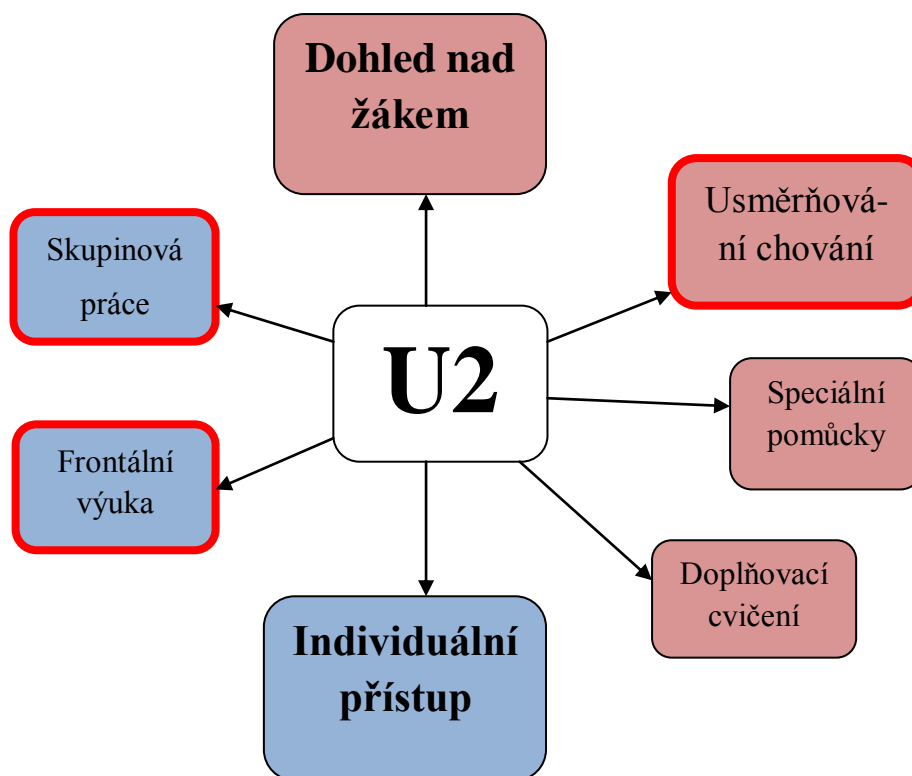 Dohled nad
žákem
Usměrňová-
ní chování
Skupinová
práce
U2
Speciální
pomůcky
Frontální
výuka
Doplňovací
cvičení
Individuální
přístup